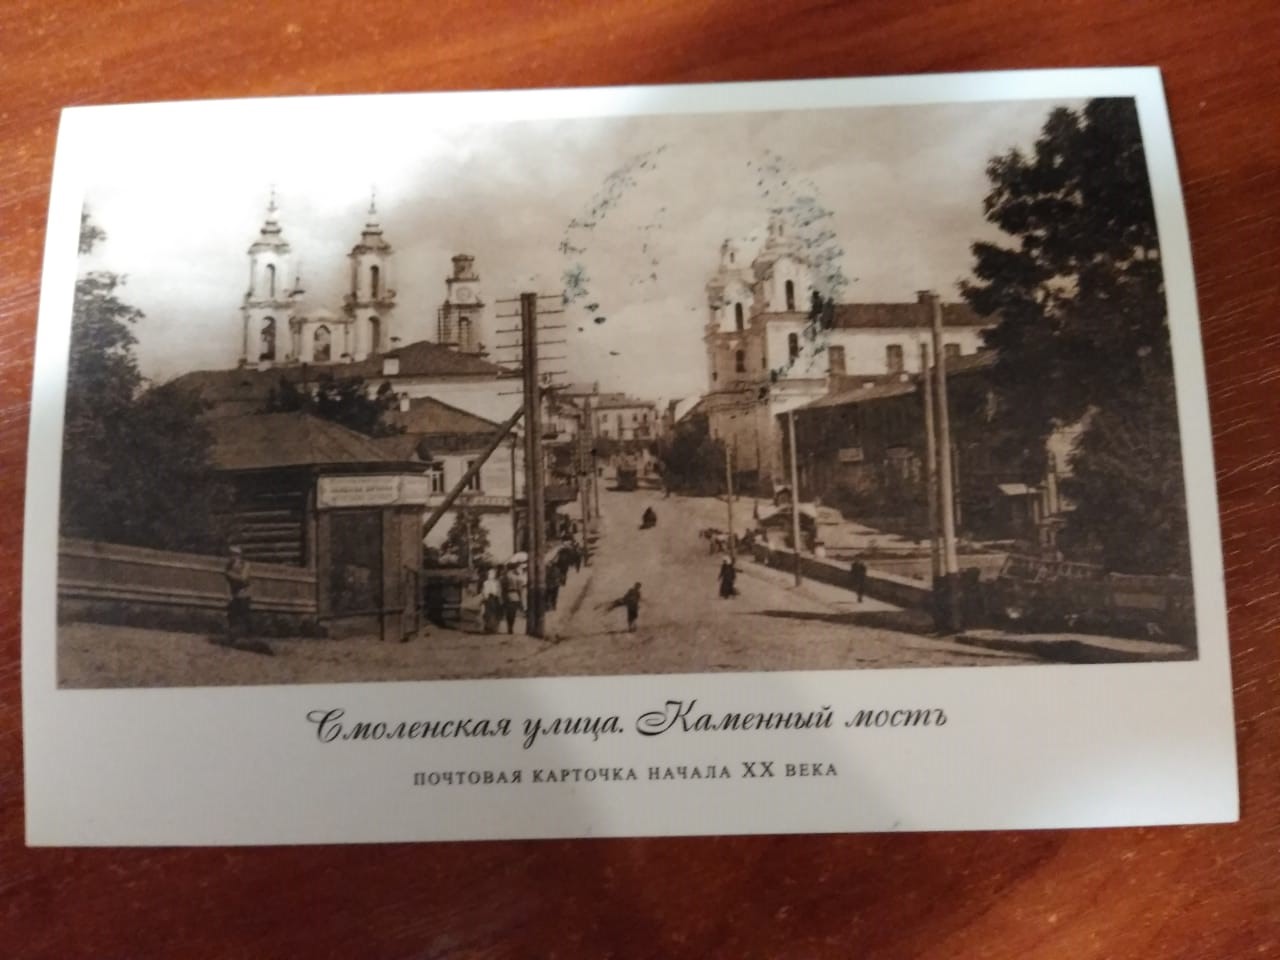 Смоленская улица. Каменный мостъ
ПОЧТОВАЯ КАРТОЧКА НАЧАЛА XX ВЕКА